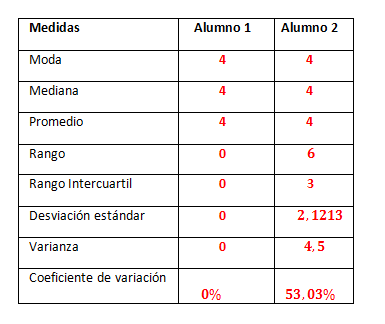 Medidas Alumno 1 Alumno 2
Moda 4 4
Mediana 4 4
Promedio 4 4
Rango 0 6
Rango Intercuartil 0 3
Desviación estándar 0 2,1213
Varianza 0 4,5
Coeficiente de variación 0% 53,03%